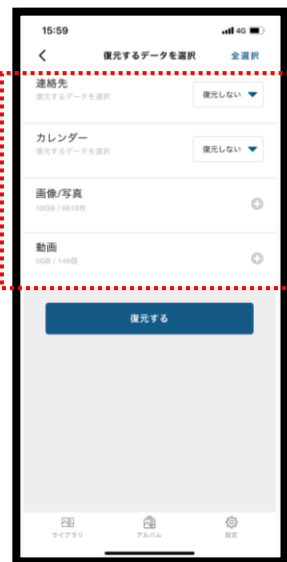 15:59
4G
復元するデータを選択
全選択
連絡先
復元するデータを選択
復元しない
カレンダー
復元するデータを選択
復元しない
画像/写真
10GB / 8810枚
動画
5GB / 148個
復元する
ライブラリ
アルバム
設定